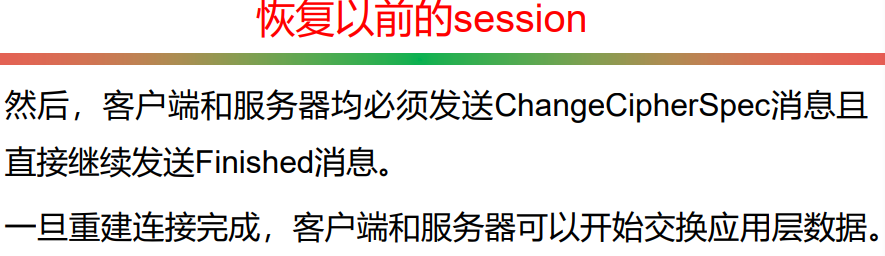 恢复以前的session
然后，客户端和服务器均必须发送ChangeCipherSpec消息且
直接继续发送Finished消息。
一旦重建连接完成，客户端和服务器可以开始交换应用层数据。